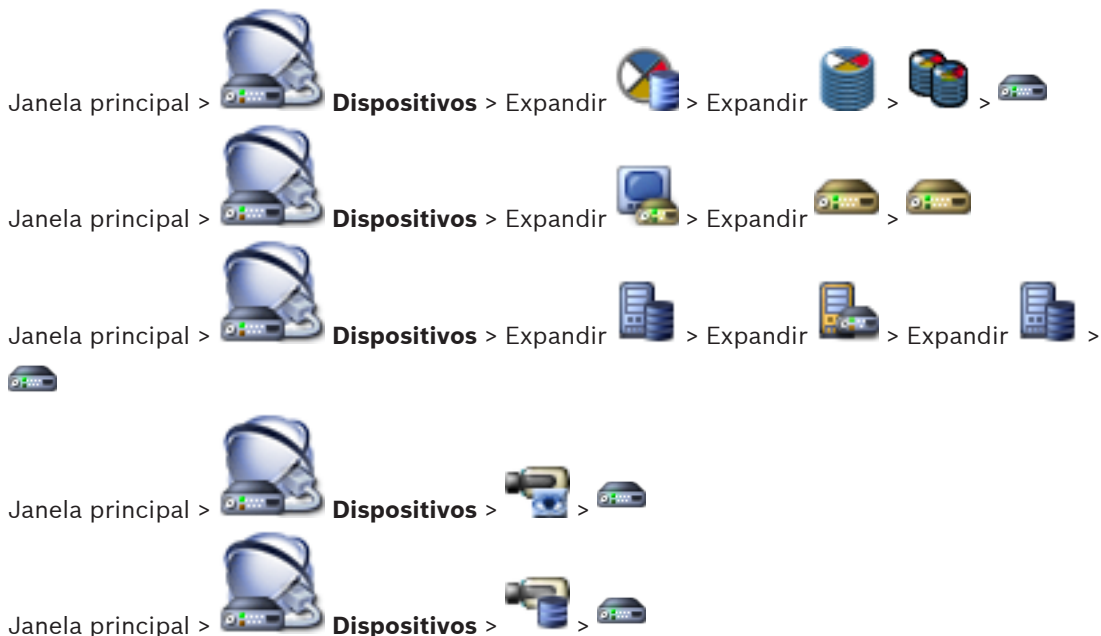 Janela principal > Dispositivos > Expandir > Expandir > >
Janela principal > Dispositivos > Expandir > Expandir >
Janela principal > Dispositivos > Expandir > Expandir > Expandir >
Janela principal > Dispositivos > >
Janela principal > Dispositivos > >